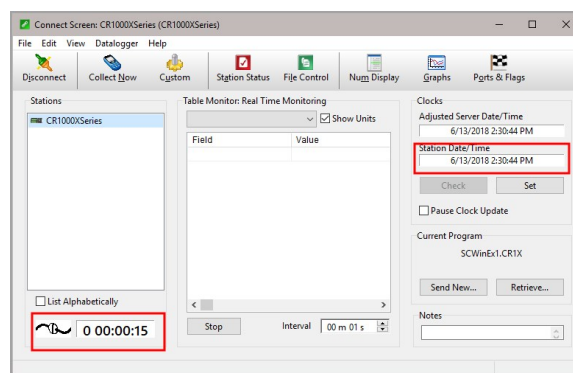 Connect Screen: CR1000XSeries (CR1000XSeries)
File Edit View Datalogger Help
Disconnect Collect Now Custom Station Status File Control Num Display Graphs Ports & Flags
Stations
CR1000XSeries
List Alphabetically
0 00:00:15
Table Monitor: Real Time Monitoring
Show Units
Field Value
Stop Interval 00 m 01 s
Clocks
Adjusted Server Date/Time
6/13/2018 2:30:44 PM
Station Date/Time
6/13/2018 2:30:44 PM
Check Set
Pause Clock Update
Current Program
SCWinEx1.CR1X
Send New... Retrieve...
Notes